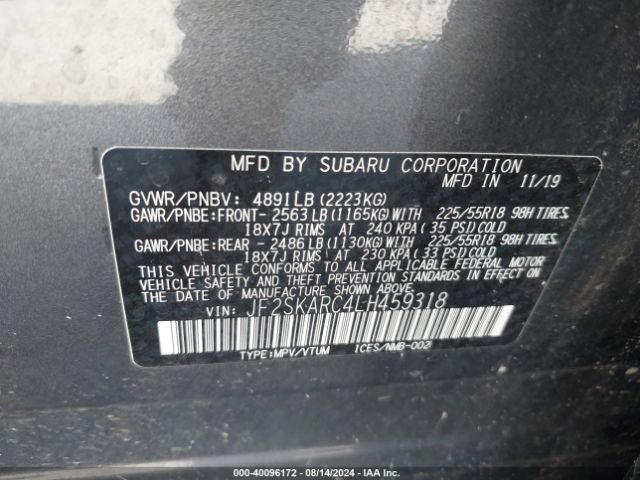 MFD BY SUBARU CORPORATION
MFD IN 11/19
GVWR/PNBV: 4891LB(2223KG)
GAWR/PNBE:FRONT- 2563LB(1165KG)WITH 225/55R18 98H TIRES,
18X7J RIMS AT 240 KPA( 35 PSI)COLD
GAWR/PNBE:REAR - 2486LB(1130KG)WITH 225/55R18 98H TIRES,
18X7J RIMS AT 230 KPA( 33 PSI)COLD
THIS VEHICLE CONFORMS TO ALL APPLICABLE FEDERAL MOTOR
VEHICLE SAFETY AND THEFT PREVENTION STANDARDS IN EFFECT
ON THE DATE OF MANUFACTURE SHOWN ABOVE.
VIN: JF2SKARC4LH459318
TYPE:MPV/VTUM ICES/NMB-002
000-40096172 - 08/14/2024 - IAA Inc.